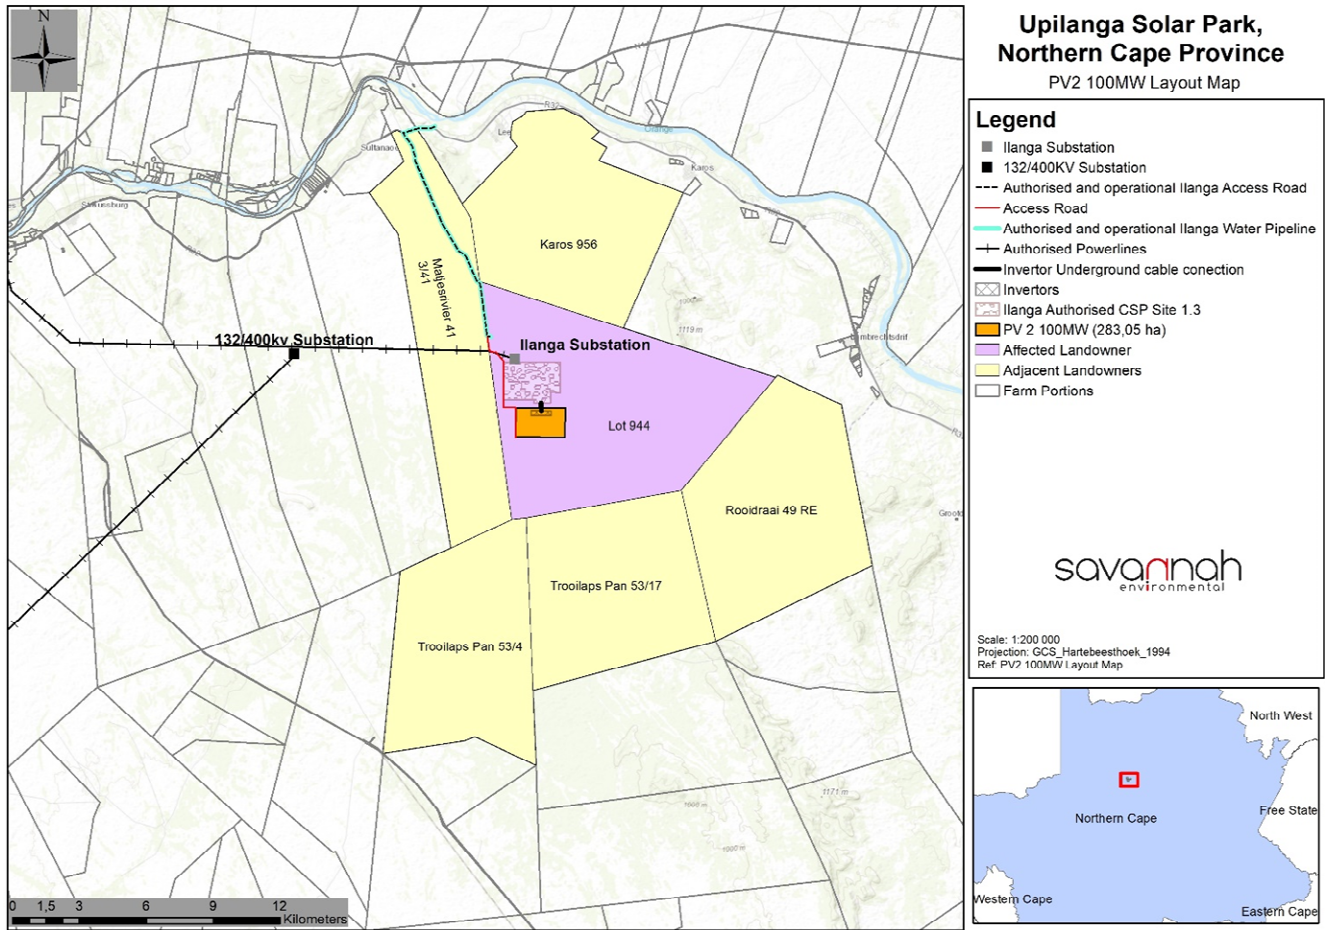 Upilanga Solar Park,
Northern Cape Province
PV2 100MW Layout Map
Legend
Ilanga Substation
132/400KV Substation
Authorised and operational Ilanga Access Road
Access Road
Authorised and operational Ilanga Water Pipeline
Authorised Powerlines
Invertor Underground cable conection
Invertors
Ilanga Authorised CSP Site 1.3
PV 2 100MW (283,05 ha)
Affected Landowner
Adjacent Landowners
Farm Portions
savannah
environmental
Scale: 1:200 000
Projection: GCS_Hartebeesthoek_1994
Ref: PV2 100MW Layout Map
North West
Northern Cape
Free State
Western Cape
Eastern Cape
N
Orange
Karos
Karos 956
Matjesrivier 41
3/41
1119 m
132/400kv Substation
Ilanga Substation
Lot 944
Rooidraai 49 RE
Trooilaps Pan 53/17
Trooilaps Pan 53/4
1171 m
0 1,5 3 6 9 12
Kilometers